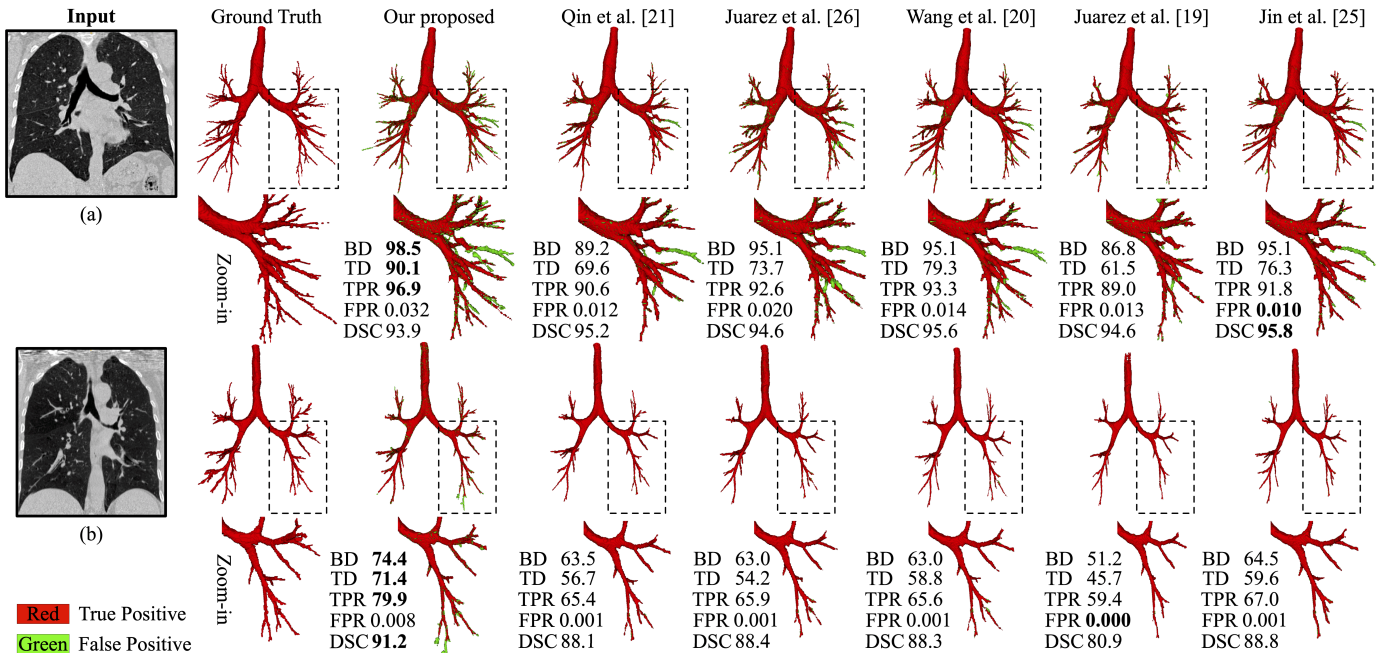 Input
Ground Truth
Our proposed
Qin et al. [21]
Juarez et al. [26]
Wang et al. [20]
Juarez et al. [19]
Jin et al. [25]
(a)
Zoom-in
BD 98.5
TD 90.1
TPR 96.9
FPR 0.032
DSC 93.9
BD 89.2
TD 69.6
TPR 90.6
FPR 0.012
DSC 95.2
BD 95.1
TD 73.7
TPR 92.6
FPR 0.020
DSC 94.6
BD 95.1
TD 79.3
TPR 93.3
FPR 0.014
DSC 95.6
BD 86.8
TD 61.5
TPR 89.0
FPR 0.013
DSC 94.6
BD 95.1
TD 76.3
TPR 91.8
FPR 0.010
DSC 95.8
(b)
Zoom-in
BD 74.4
TD 71.4
TPR 79.9
FPR 0.008
DSC 91.2
BD 63.5
TD 56.7
TPR 65.4
FPR 0.001
DSC 88.1
BD 63.0
TD 54.2
TPR 65.9
FPR 0.001
DSC 88.4
BD 63.0
TD 58.8
TPR 65.6
FPR 0.001
DSC 88.3
BD 51.2
TD 45.7
TPR 59.4
FPR 0.000
DSC 80.9
BD 64.5
TD 59.6
TPR 67.0
FPR 0.001
DSC 88.8
Red True Positive
Green False Positive